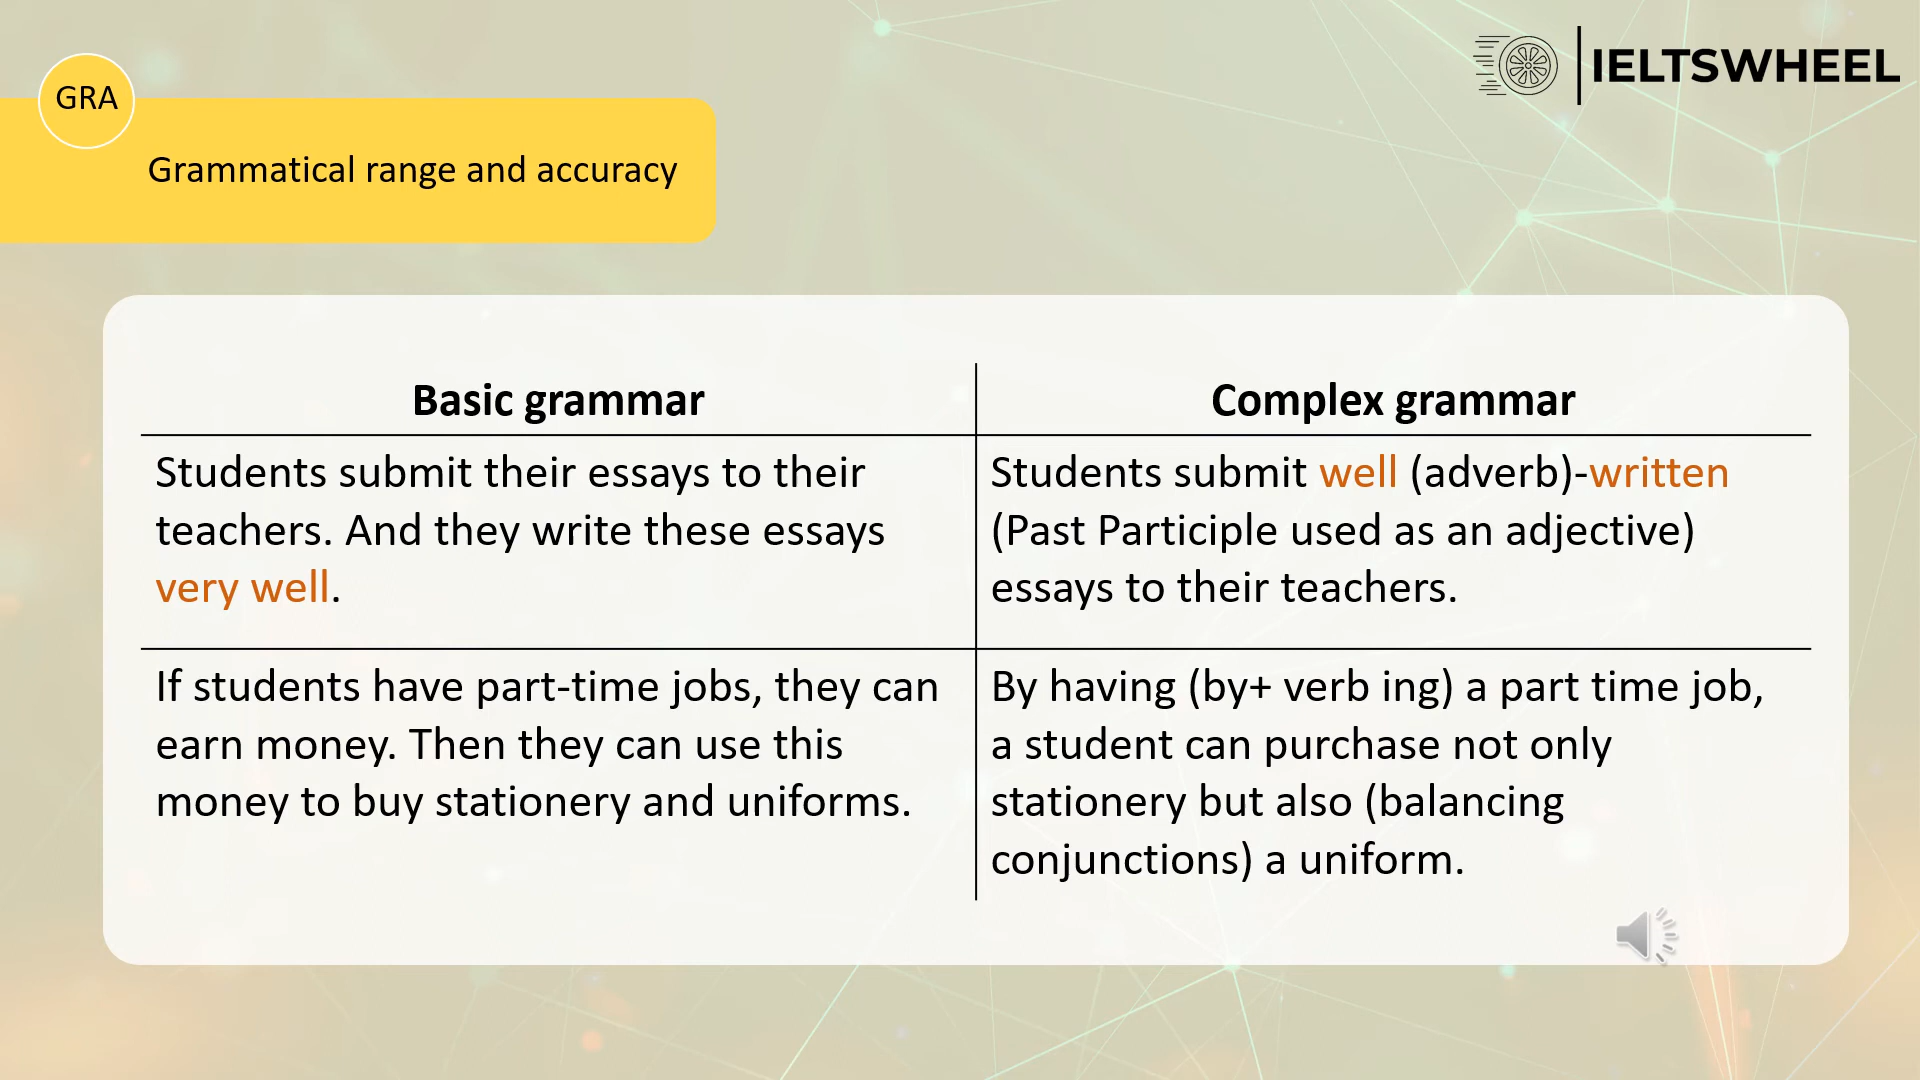 GRA
IELTSWHEEL
Grammatical range and accuracy
Basic grammar
Complex grammar
Students submit their essays to their
teachers. And they write these essays
very well.
Students submit well (adverb)-written
(Past Participle used as an adjective)
essays to their teachers.
If students have part-time jobs, they can
earn money. Then they can use this
money to buy stationery and uniforms.
By having (by+ verb ing) a part time job,
a student can purchase not only
stationery but also (balancing
conjunctions) a uniform.